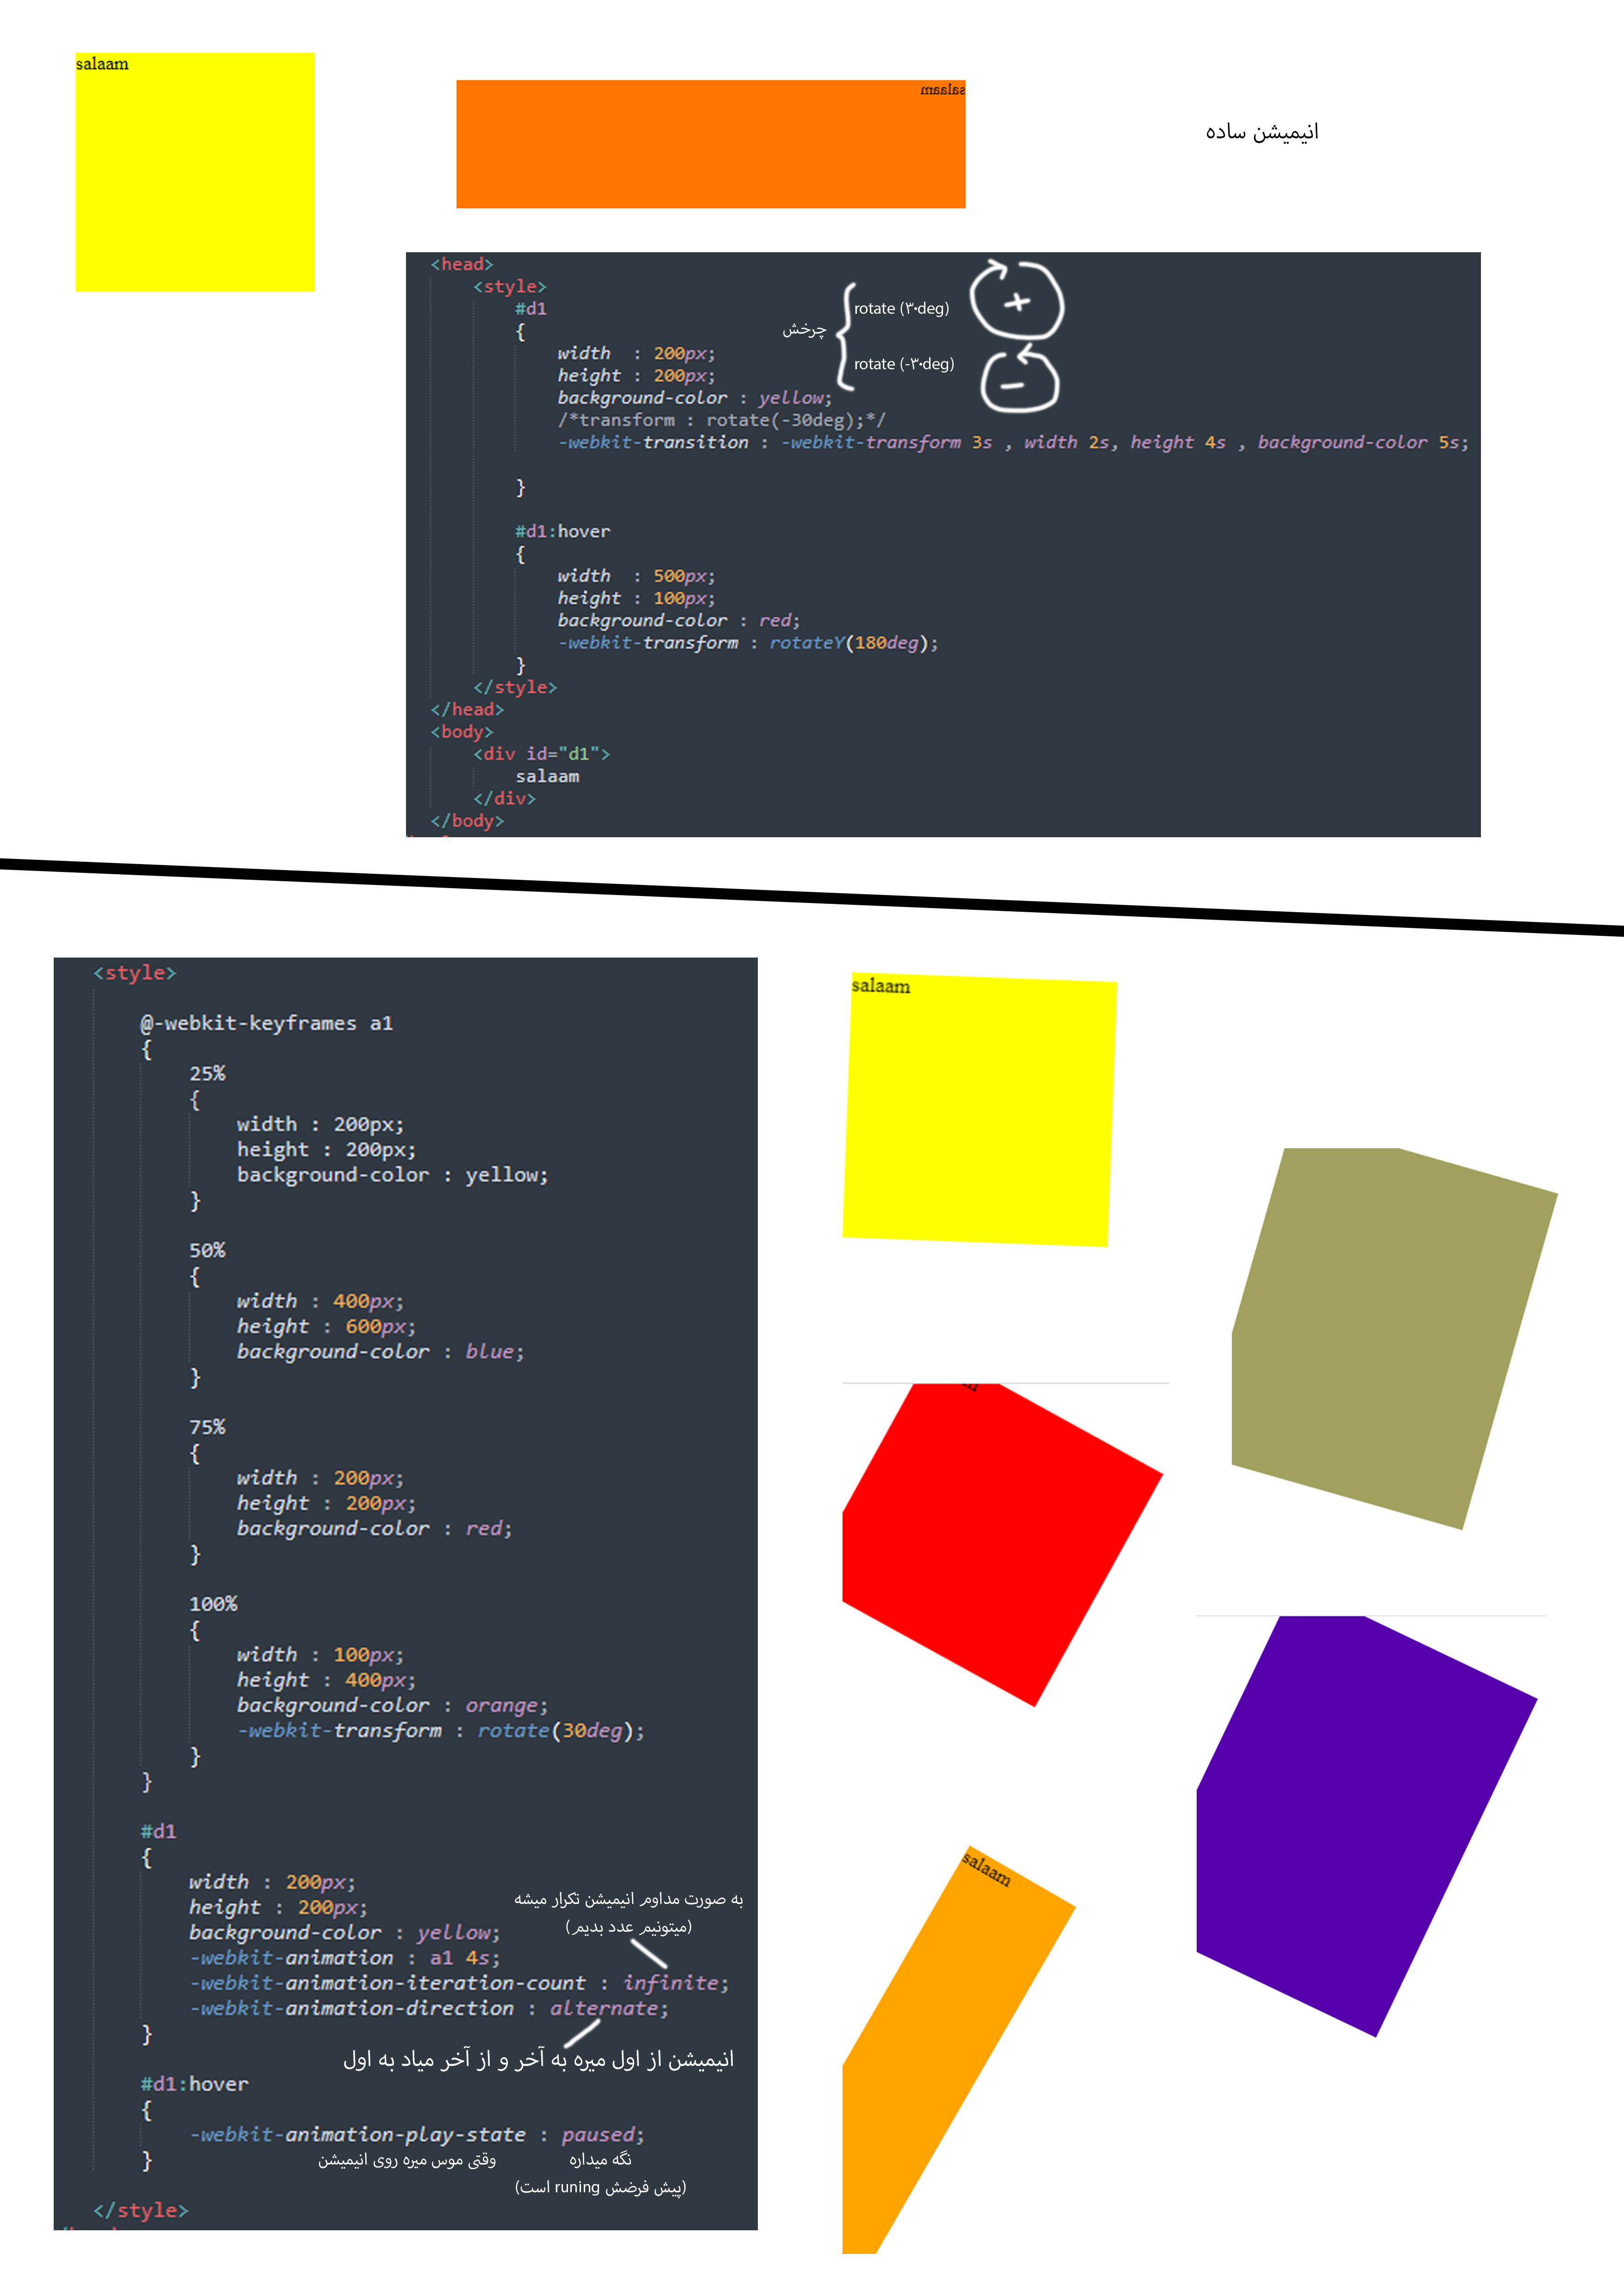 salaam
salaam
انیمیشن ساده
<head>
<style>
#d1
{
width  : 200px;
height : 200px;
background-color : yellow;
/*transform : rotate(-30deg);*/
-webkit-transition : -webkit-transform 3s , width 2s, height 4s , background-color 5s;
}
#d1:hover
{
width  : 500px;
height : 100px;
background-color : red;
-webkit-transform : rotateY(180deg);
}
</style>
</head>
<body>
<div id="d1">
salaam
</div>
</body>
چرخش
rotate (۳۰deg)
+
rotate (-۳۰deg)
-
<style>
@-webkit-keyframes a1
{
25%
{
width : 200px;
height : 200px;
background-color : yellow;
}
50%
{
width : 400px;
height : 600px;
background-color : blue;
}
75%
{
width : 200px;
height : 200px;
background-color : red;
}
100%
{
width : 100px;
height : 400px;
background-color : orange;
-webkit-transform : rotate(30deg);
}
}
#d1
{
width : 200px;
height : 200px;
background-color : yellow;
-webkit-animation : a1 4s;
-webkit-animation-iteration-count : infinite;
-webkit-animation-direction : alternate;
}
به صورت مداوم انیمیشن تکرار میشه
(میتونیم عدد بدیم)
انیمیشن از اول میره به آخر و از آخر میاد به اول
#d1:hover
{
-webkit-animation-play-state : paused;
}
وقتی موس میره روی انیمیشن
نگه میداره
(پیش فرضش runing است)
</style>
salaam
salaam